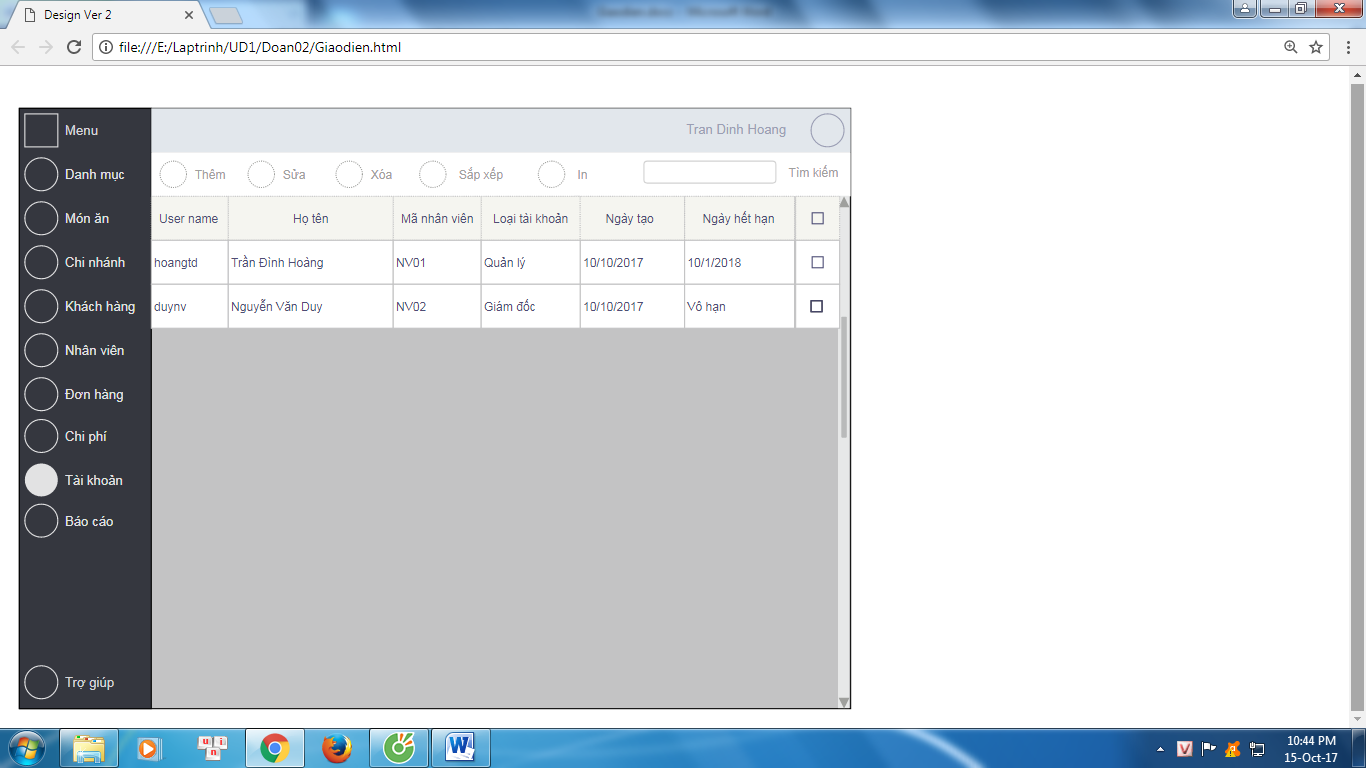 Design Ver 2
file:///E:/Laptrinh/UD1/Doan02/Giaodien.html
Menu
Tran Dinh Hoang
Danh mục
Thêm Sửa Xóa Sắp xếp In Tìm kiếm
Món ăn
User name Họ tên Mã nhân viên Loại tài khoản Ngày tạo Ngày hết hạn
Chi nhánh
hoangtd Trần Đình Hoảng NV01 Quản lý 10/10/2017 10/1/2018
Khách hàng
duynv Nguyễn Văn Duy NV02 Giám đốc 10/10/2017 Vô hạn
Nhân viên
Đơn hàng
Chi phí
Tài khoản
Báo cáo
Trợ giúp
10:44 PM
15-Oct-17